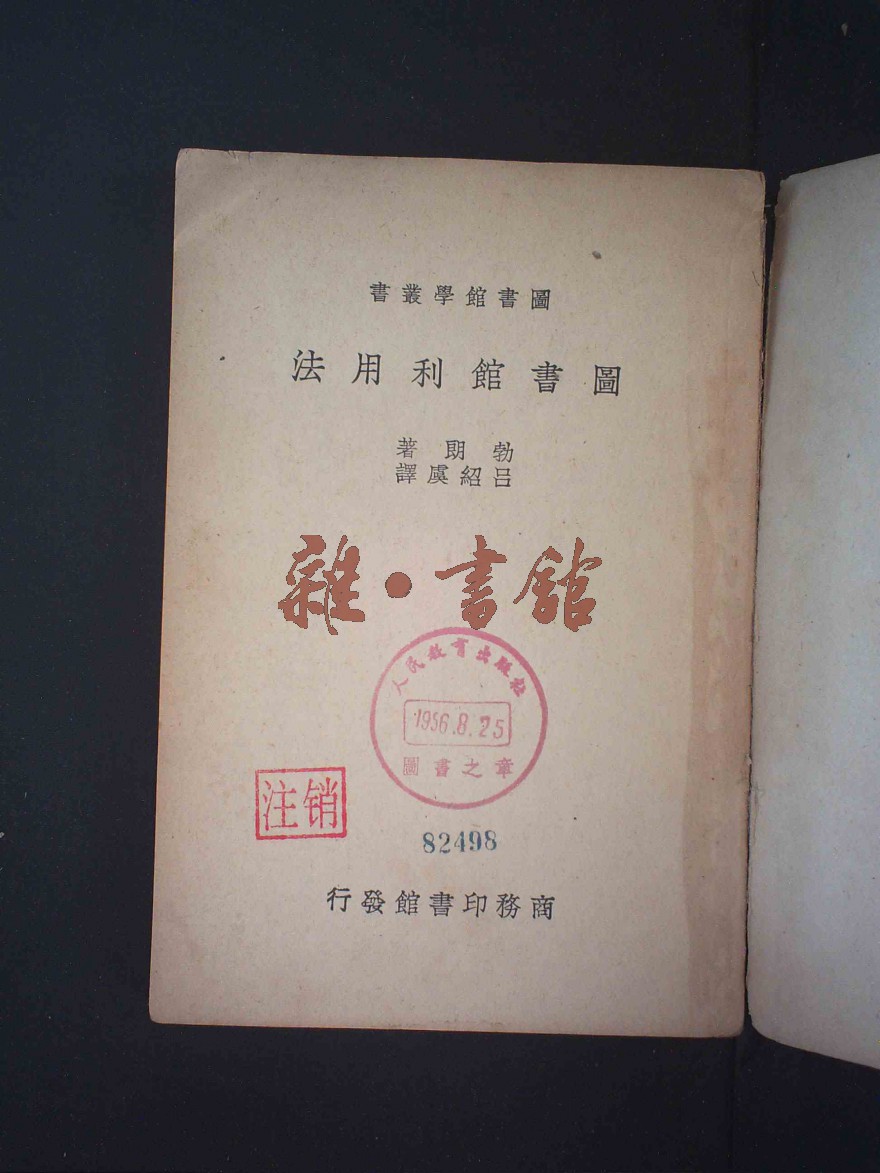 圖書館學叢書
圖書館利用法
勃朗著
呂紹虞譯
雜·書館
人民教育出版社
1956.8.25
圖書之章
注销
82498
商務印書館發行